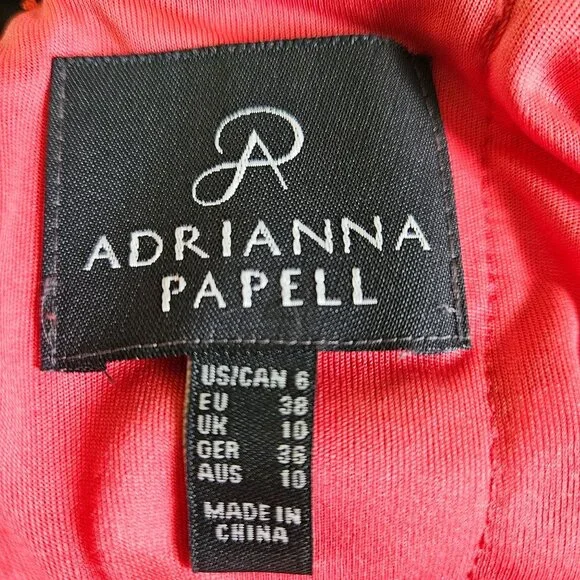 ADRIANNA
PAPELL
US/CAN 6
EU 38
UK 10
GER 36
AUS 10
MADE IN
CHINA